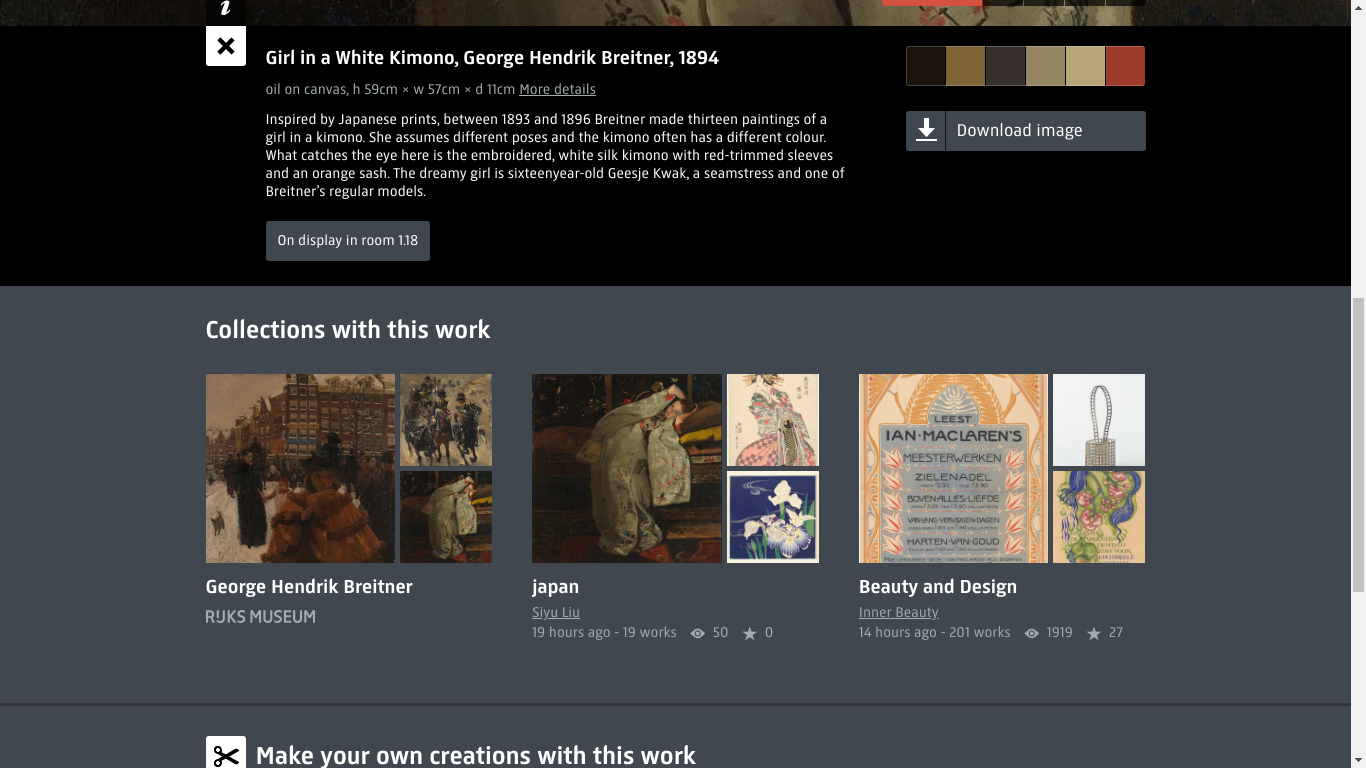 i
Girl in a White Kimono, George Hendrik Breitner, 1894
oil on canvas, h 59cm × w 57cm × d 11cm More details
Inspired by Japanese prints, between 1893 and 1896 Breitner made thirteen paintings of a
girl in a kimono. She assumes different poses and the kimono often has a different colour.
What catches the eye here is the embroidered, white silk kimono with red-trimmed sleeves
and an orange sash. The dreamy girl is sixteenyear-old Geesje Kwak, a seamstress and one of
Breitner's regular models.
Download image
On display in room 1.18
Collections with this work
LEEST
IAN·MACLAREN'S
MEESTERWERKEN
ZIELENADEL
BOVEN·ALLES·LIEFDE
HARTEN·VAN·GOUD
George Hendrik Breitner
RIJKS MUSEUM
japan
Siyu Liu
19 hours ago - 19 works 50 0
Beauty and Design
Inner Beauty
14 hours ago - 201 works 1919 27
Make your own creations with this work